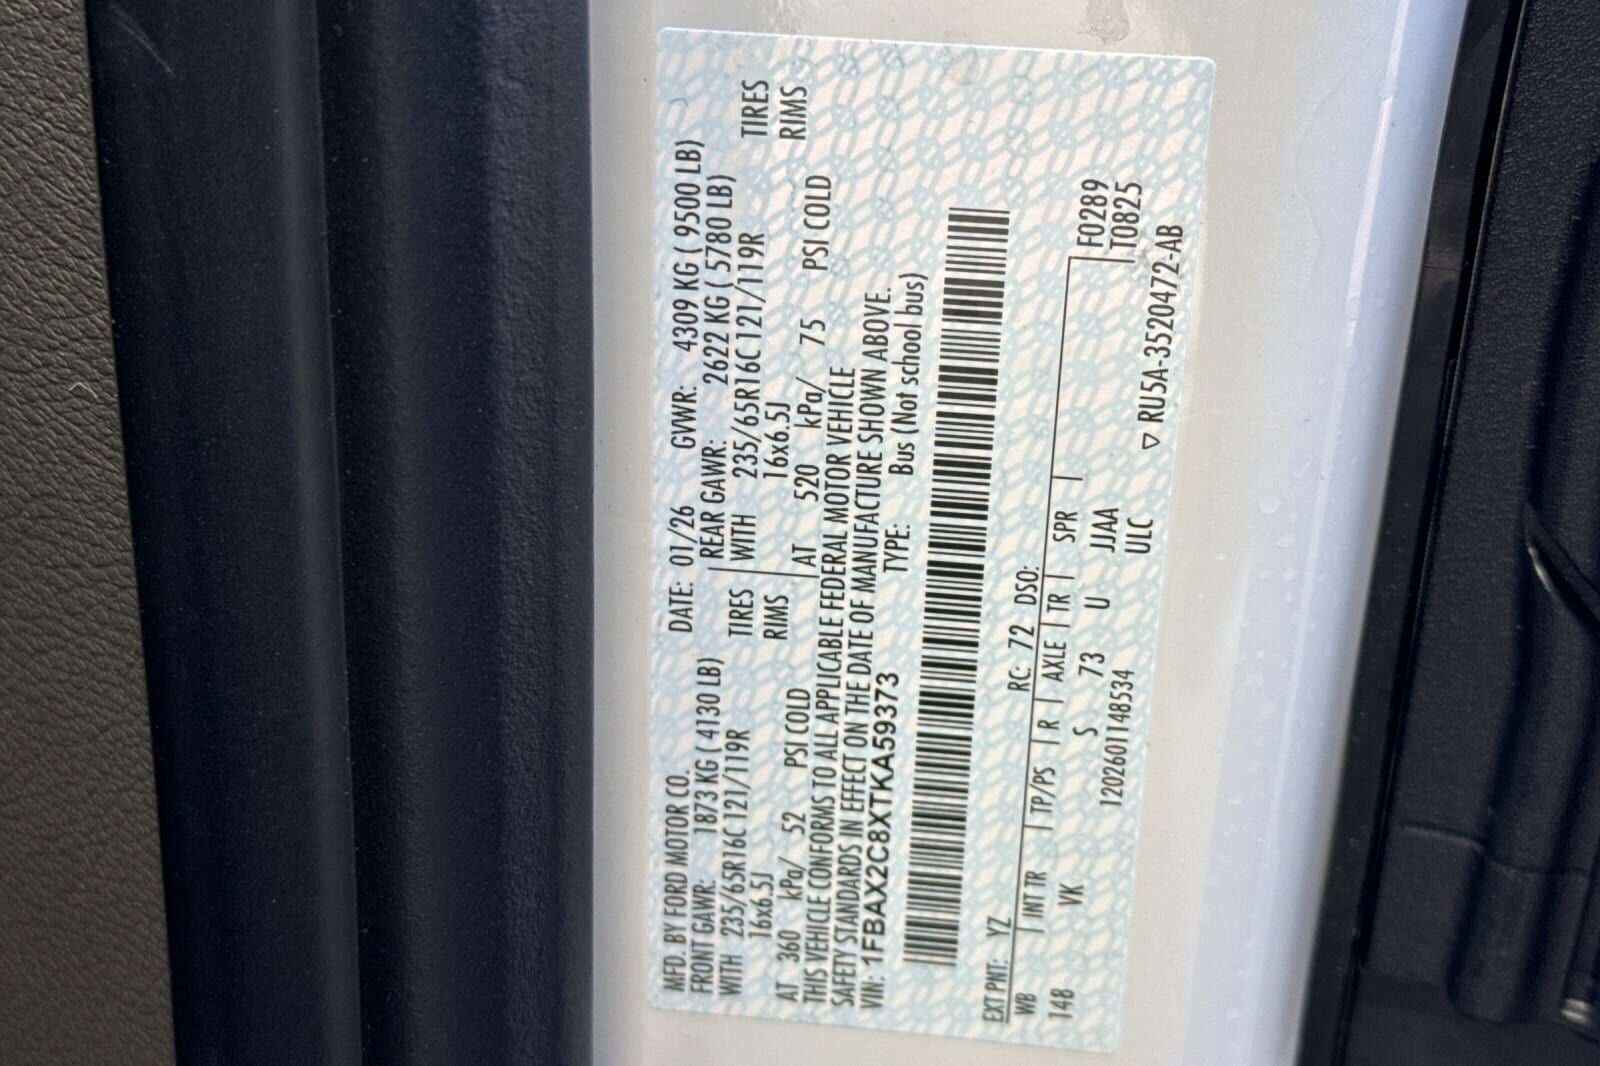 MFD. BY FORD MOTOR CO. DATE: 01/26 GVWR: 4309 KG ( 9500 LB)
FRONT GAWR: 1873 KG ( 4130 LB) REAR GAWR: 2622 KG ( 5780 LB)
WITH 235/65R16C 121/119R TIRES WITH 235/65R16C 121/119R TIRES
16x6.5J RIMS 16x6.5J RIMS
AT 360 kPa/ 52 PSI COLD AT 520 kPa/ 75 PSI COLD
THIS VEHICLE CONFORMS TO ALL APPLICABLE FEDERAL MOTOR VEHICLE
SAFETY STANDARDS IN EFFECT ON THE DATE OF MANUFACTURE SHOWN ABOVE.
VIN: 1FBAX2C8XTKA59373 TYPE: Bus (Not school bus)
EXT PNT: YZ RC: 72 DSO:
WB INT TR TP/PS R AXLE TR SPR F0289
148 VK S 73 U JJAA T0825
1202601148534 ULC ▽ RU5A-3520472-AB